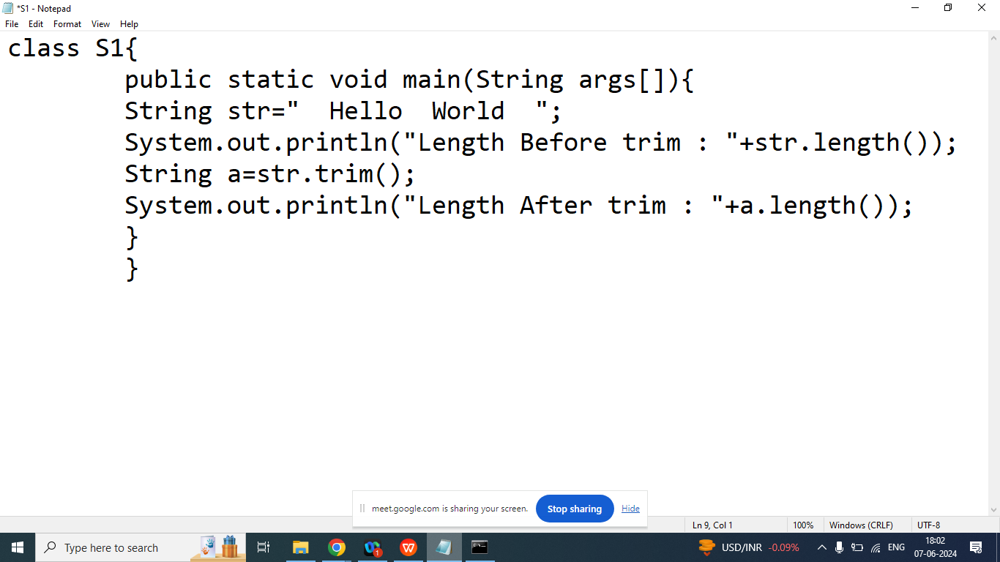 *S1 - Notepad
File Edit Format View Help
class S1{
        public static void main(String args[]){
        String str="  Hello  World  ";
        System.out.println("Length Before trim : "+str.length());
        String a=str.trim();
        System.out.println("Length After trim : "+a.length());
        }
        }
meet.google.com is sharing your screen. Stop sharing Hide
Ln 9, Col 1 100% Windows (CRLF) UTF-8
Type here to search 1 USD/INR -0.09% ENG 18:02
07-06-2024